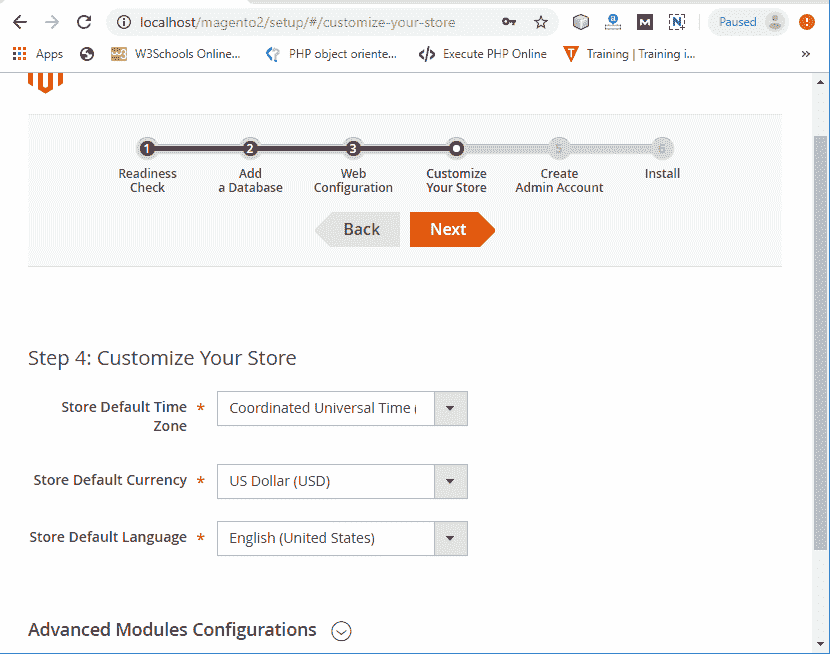 localhost/magento2/setup/#/customize-your-store
Paused
Apps
W3Schools Online...
PHP object oriente...
Execute PHP Online
Training | Training i...
»
1
2
3
5
6
Readiness
Check
Add
a Database
Web
Configuration
Customize
Your Store
Create
Admin Account
Install
Back
Next
Step 4: Customize Your Store
Store Default Time
Zone *
Coordinated Universal Time (
Store Default Currency *
US Dollar (USD)
Store Default Language *
English (United States)
Advanced Modules Configurations